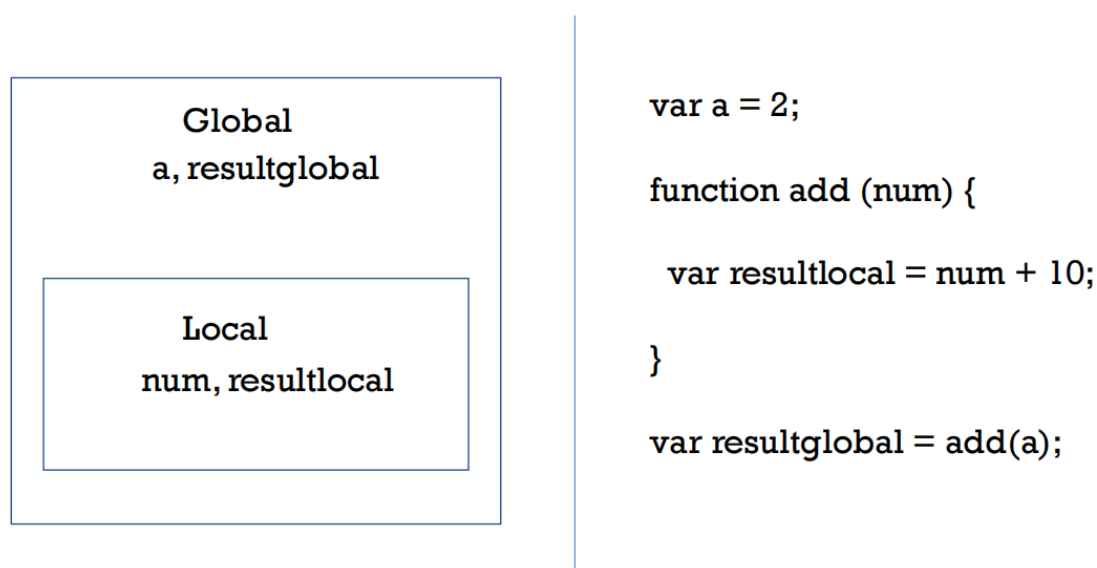 Global
a, resultglobal
Local
num, resultlocal
var a = 2;
function add (num) {
var resultlocal = num + 10;
}
var resultglobal = add(a);